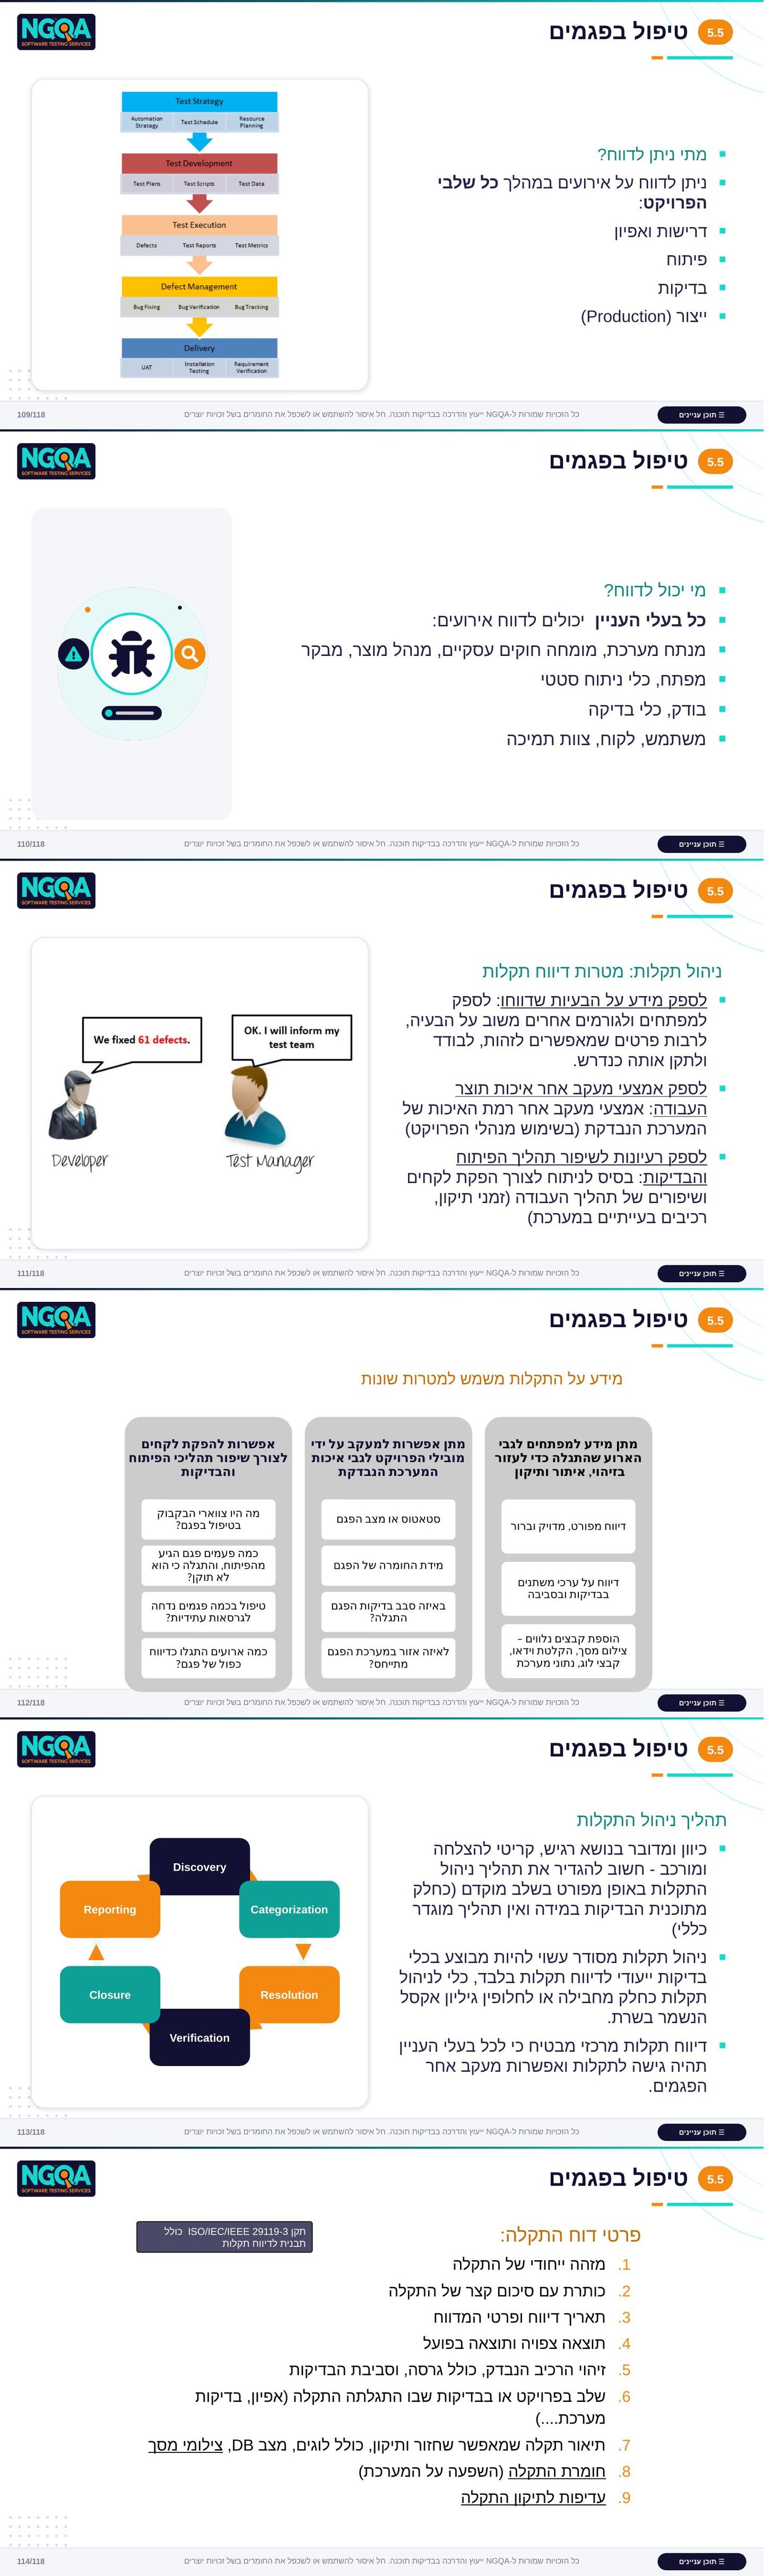 NGQA
SOFTWARE TESTING SERVICES
5.5 טיפול בפגמים
מתי ניתן לדווח?
ניתן לדווח על אירועים במהלך כל שלבי
הפרויקט:
דרישות ואפיון
פיתוח
בדיקות
ייצור (Production)
Test Strategy
Automation Strategy
Test Schedule
Resource Planning
Test Development
Test Plans
Test Scripts
Test Data
Test Execution
Defects
Test Reports
Test Metrics
Defect Management
Bug Fixing
Bug Verification
Bug Tracking
Delivery
UAT
Installation Testing
Requirement Verification
☰ תוכן עניינים
כל הזכויות שמורות ל-NGQA ייעוץ והדרכה בבדיקות תוכנה. חל איסור להשתמש או לשכפל את החומרים בשל זכויות יוצרים
109/118
NGQA
SOFTWARE TESTING SERVICES
5.5 טיפול בפגמים
מי יכול לדווח?
כל בעלי העניין יכולים לדווח אירועים:
מנתח מערכת, מומחה חוקים עסקיים, מנהל מוצר, מבקר
מפתח, כלי ניתוח סטטי
בודק, כלי בדיקה
משתמש, לקוח, צוות תמיכה
☰ תוכן עניינים
כל הזכויות שמורות ל-NGQA ייעוץ והדרכה בבדיקות תוכנה. חל איסור להשתמש או לשכפל את החומרים בשל זכויות יוצרים
110/118
NGQA
SOFTWARE TESTING SERVICES
5.5 טיפול בפגמים
ניהול תקלות: מטרות דיווח תקלות
לספק מידע על הבעיות שדווחו: לספק
למפתחים ולגורמים אחרים משוב על הבעיה,
לרבות פרטים שמאפשרים לזהות, לבודד
ולתקן אותה כנדרש.
לספק אמצעי מעקב אחר איכות תוצר
העבודה: אמצעי מעקב אחר רמת האיכות של
המערכת הנבדקת (בשימוש מנהלי הפרויקט)
לספק רעיונות לשיפור תהליך הפיתוח
והבדיקות: בסיס לניתוח לצורך הפקת לקחים
ושיפורים של תהליך העבודה (זמני תיקון,
רכיבים בעייתיים במערכת)
We fixed 61 defects.
OK. I will inform my
test team
Developer
Test Manager
☰ תוכן עניינים
כל הזכויות שמורות ל-NGQA ייעוץ והדרכה בבדיקות תוכנה. חל איסור להשתמש או לשכפל את החומרים בשל זכויות יוצרים
111/118
NGQA
SOFTWARE TESTING SERVICES
5.5 טיפול בפגמים
מידע על התקלות משמש למטרות שונות
מתן מידע למפתחים לגבי
הארוע שהתגלה כדי לעזור
בזיהוי, איתור ותיקון
דיווח מפורט, מדויק וברור
דיווח על ערכי משתנים
בבדיקות ובסביבה
הוספת קבצים נלווים –
צילום מסך, הקלטת וידאו,
קבצי לוג, נתוני מערכת
מתן אפשרות למעקב על ידי
מובילי הפרויקט לגבי איכות
המערכת הנבדקת
סטאטוס או מצב הפגם
מידת החומרה של הפגם
באיזה סבב בדיקות הפגם
התגלה?
לאיזה אזור במערכת הפגם
מתייחס?
אפשרות להפקת לקחים
לצורך שיפור תהליכי הפיתוח
והבדיקות
מה היו צווארי הבקבוק
בטיפול בפגם?
כמה פעמים פגם הגיע
מהפיתוח, והתגלה כי הוא
לא תוקן?
טיפול בכמה פגמים נדחה
לגרסאות עתידיות?
כמה ארועים התגלו כדיווח
כפול של פגם?
☰ תוכן עניינים
כל הזכויות שמורות ל-NGQA ייעוץ והדרכה בבדיקות תוכנה. חל איסור להשתמש או לשכפל את החומרים בשל זכויות יוצרים
112/118
NGQA
SOFTWARE TESTING SERVICES
5.5 טיפול בפגמים
תהליך ניהול התקלות
כיוון ומדובר בנושא רגיש, קריטי להצלחה
ומורכב - חשוב להגדיר את תהליך ניהול
התקלות באופן מפורט בשלב מוקדם (כחלק
מתוכנית הבדיקות במידה ואין תהליך מוגדר
כללי)
ניהול תקלות מסודר עשוי להיות מבוצע בכלי
בדיקות ייעודי לדיווח תקלות בלבד, כלי לניהול
תקלות כחלק מחבילה או לחלופין גיליון אקסל
הנשמר בשרת.
דיווח תקלות מרכזי מבטיח כי לכל בעלי העניין
תהיה גישה לתקלות ואפשרות מעקב אחר
הפגמים.
Discovery
Reporting
Categorization
Closure
Resolution
Verification
☰ תוכן עניינים
כל הזכויות שמורות ל-NGQA ייעוץ והדרכה בבדיקות תוכנה. חל איסור להשתמש או לשכפל את החומרים בשל זכויות יוצרים
113/118
NGQA
SOFTWARE TESTING SERVICES
5.5 טיפול בפגמים
תקן ISO/IEC/IEEE 29119-3 כולל
תבנית לדיווח תקלות
פרטי דוח התקלה:
1. מזהה ייחודי של התקלה
2. כותרת עם סיכום קצר של התקלה
3. תאריך דיווח ופרטי המדווח
4. תוצאה צפויה ותוצאה בפועל
5. זיהוי הרכיב הנבדק, כולל גרסה, וסביבת הבדיקות
6. שלב בפרויקט או בבדיקות שבו התגלתה התקלה (אפיון, בדיקות
מערכת....)
7. תיאור תקלה שמאפשר שחזור ותיקון, כולל לוגים, מצב DB, צילומי מסך
8. חומרת התקלה (השפעה על המערכת)
9. עדיפות לתיקון התקלה
☰ תוכן עניינים
כל הזכויות שמורות ל-NGQA ייעוץ והדרכה בבדיקות תוכנה. חל איסור להשתמש או לשכפל את החומרים בשל זכויות יוצרים
114/118